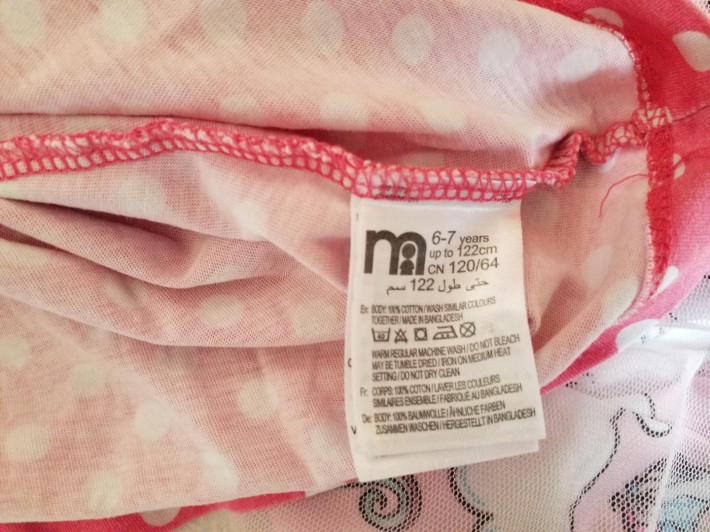 m
6-7 years
up to 122cm
CN 120/64
حتى طول 122 سم
En: BODY: 100% COTTON / WASH SIMILAR COLOURS
TOGETHER / MADE IN BANGLADESH
WARM REGULAR MACHINE WASH / DO NOT BLEACH
MAY BE TUMBLE DRIED / IRON ON MEDIUM HEAT
SETTING / DO NOT DRY CLEAN
Fr: CORPS: 100% COTON / LAVER LES COULEURS
SIMILAIRES ENSEMBLE / FABRIQUÉ AU BANGLADESH
De: BODY: 100% BAUMWOLLE / ÄHNLICHE FARBEN
ZUSAMMEN WASCHEN / HERGESTELLT IN BANGLADESH